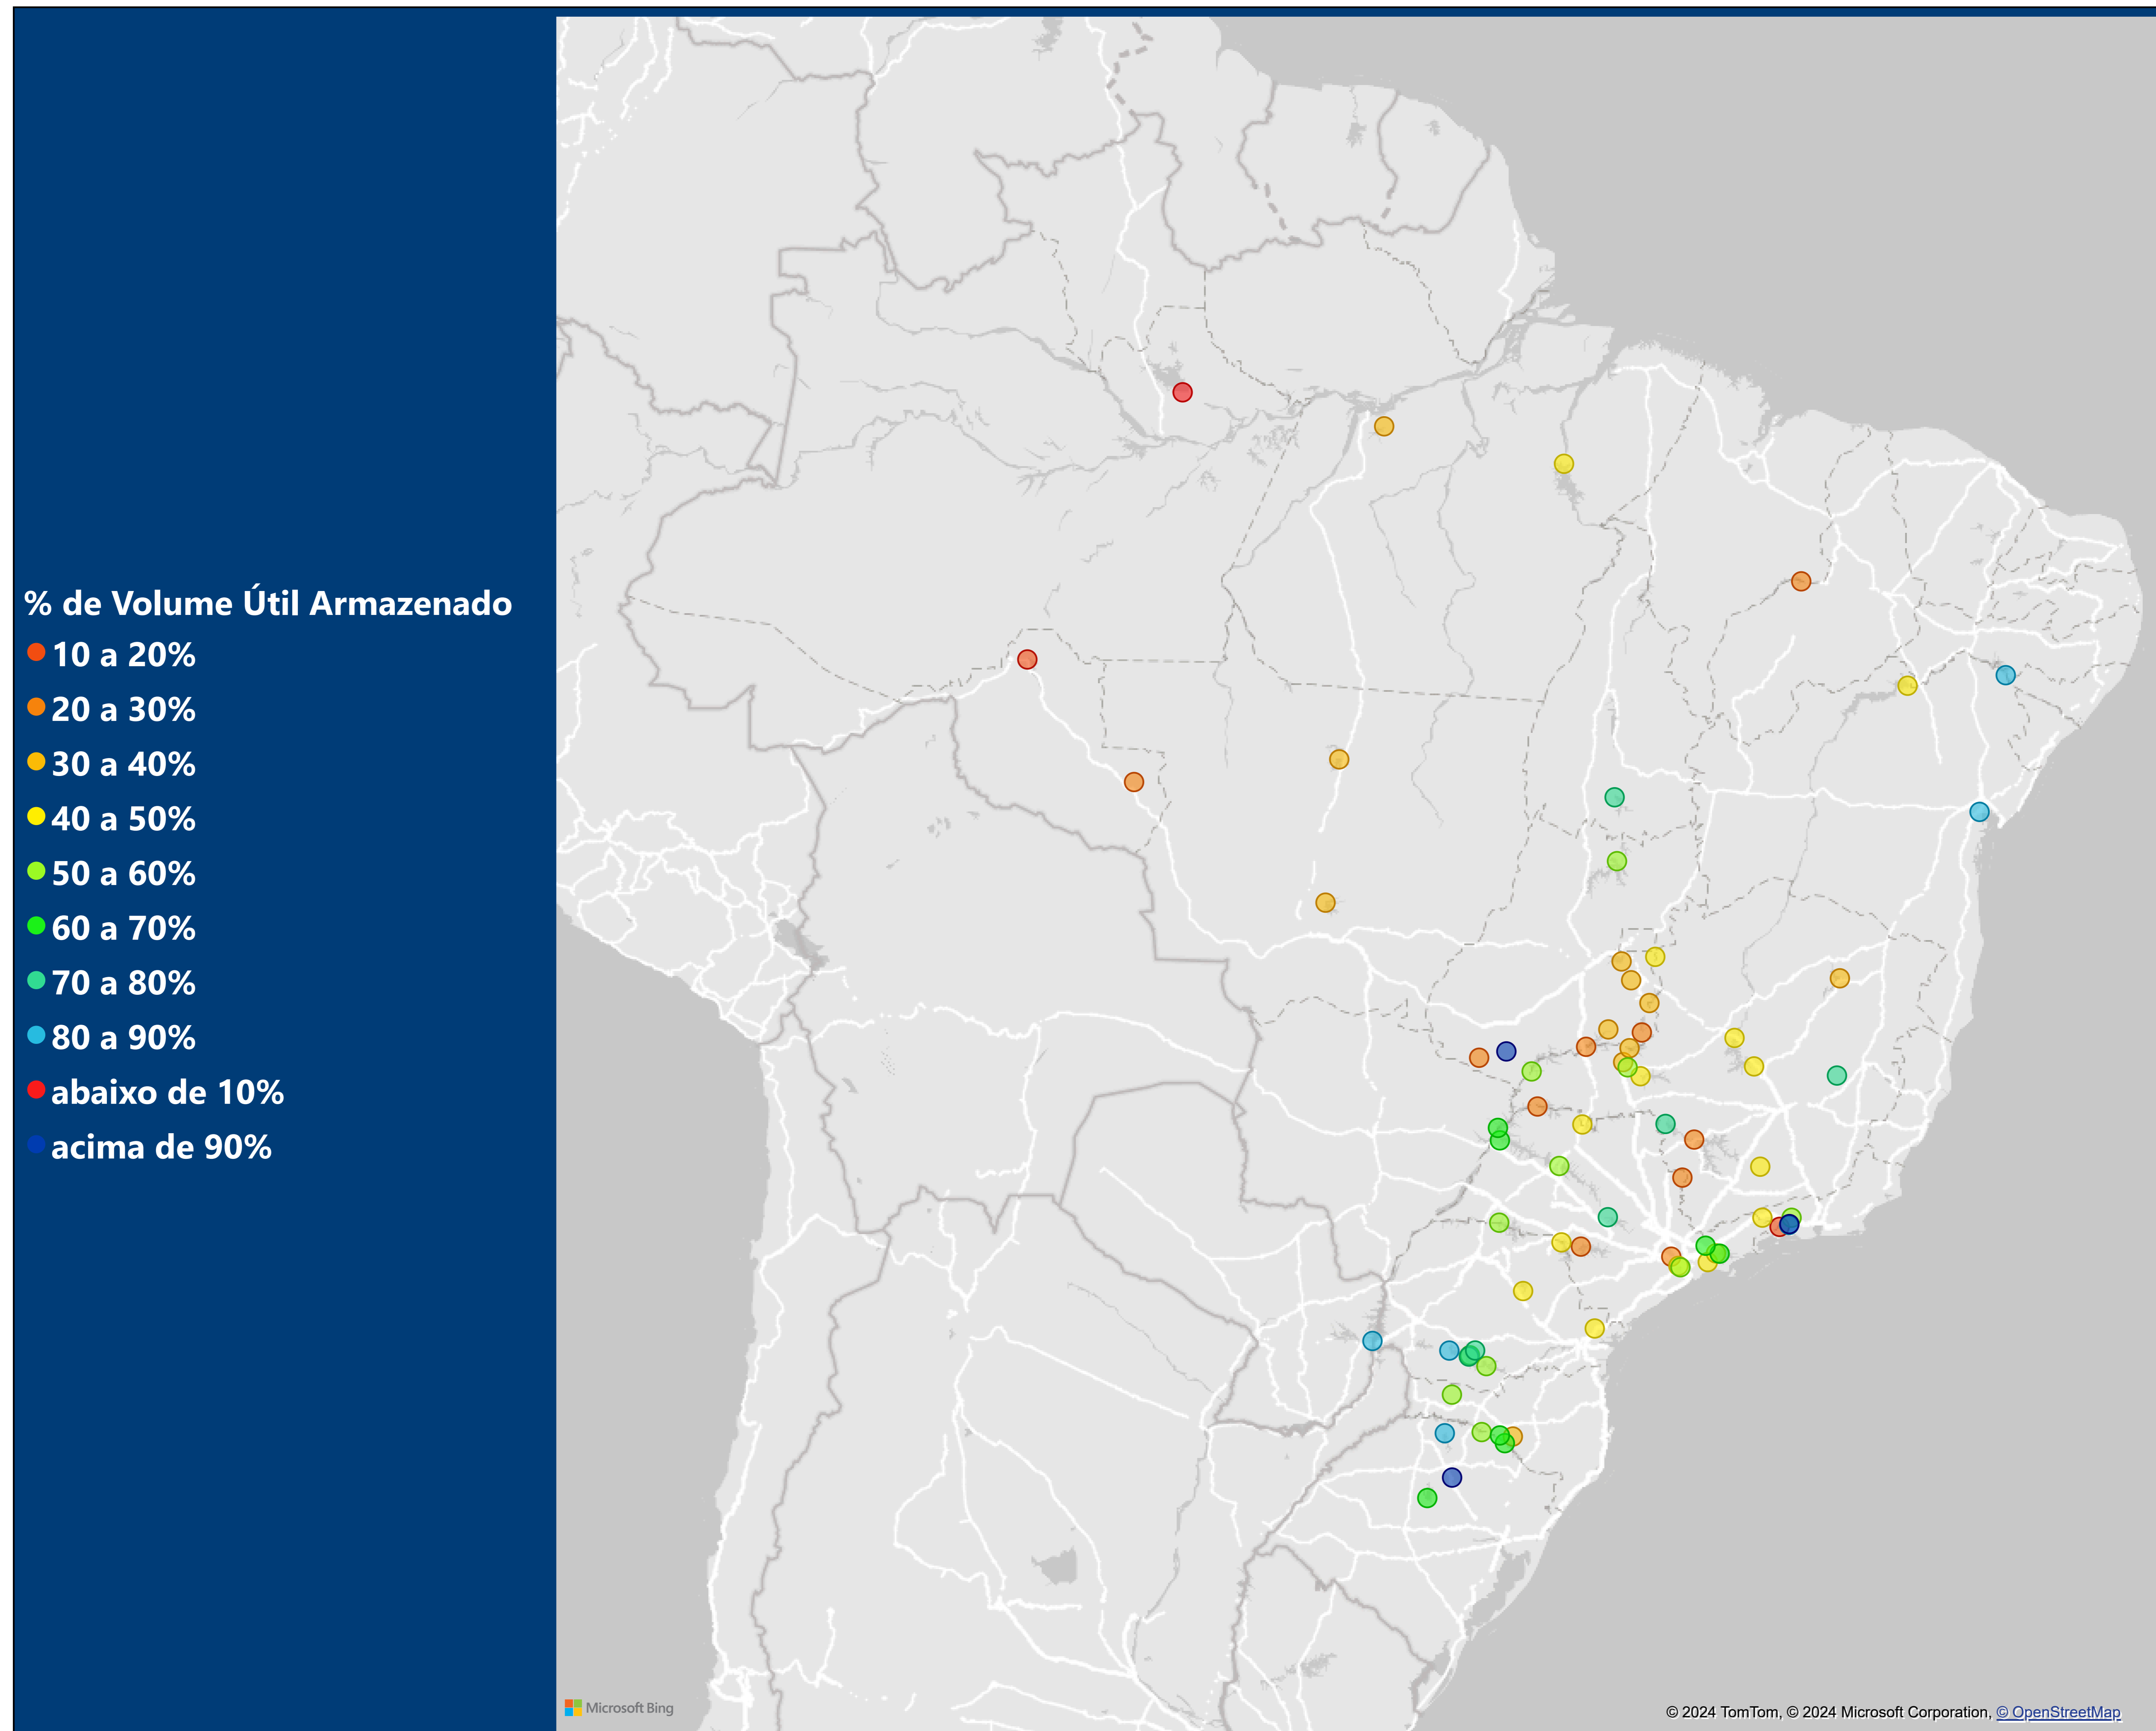 % de Volume Útil Armazenado
10 a 20%
20 a 30%
30 a 40%
40 a 50%
50 a 60%
60 a 70%
70 a 80%
80 a 90%
abaixo de 10%
acima de 90%
Microsoft Bing
© 2024 TomTom, © 2024 Microsoft Corporation, © OpenStreetMap